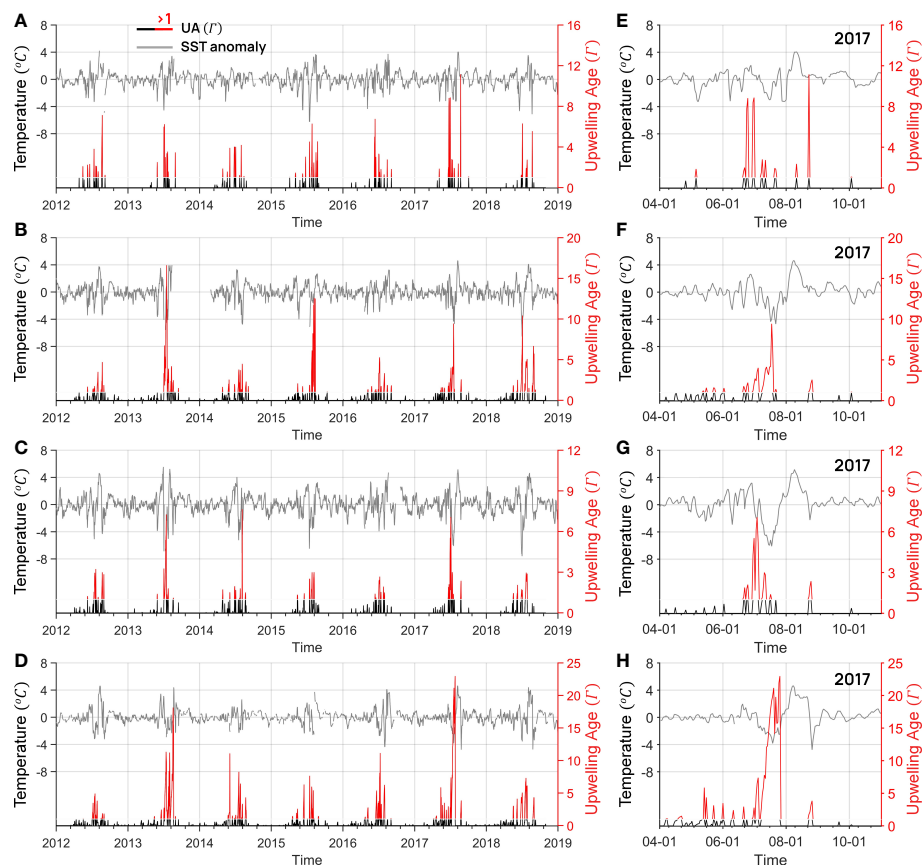 A
>1
UA (Γ)
SST anomaly
Temperature (°C)
8
4
0
-4
-8
16
12
8
4
0
Upwelling Age (Γ)
2012 2013 2014 2015 2016 2017 2018 2019
Time
E
2017
Temperature (°C)
8
4
0
-4
-8
16
12
8
4
0
Upwelling Age (Γ)
04-01 06-01 08-01 10-01
Time
B
Temperature (°C)
8
4
0
-4
-8
20
15
10
5
0
Upwelling Age (Γ)
2012 2013 2014 2015 2016 2017 2018 2019
Time
F
2017
Temperature (°C)
8
4
0
-4
-8
20
15
10
5
0
Upwelling Age (Γ)
04-01 06-01 08-01 10-01
Time
C
Temperature (°C)
8
4
0
-4
-8
12
9
6
3
0
Upwelling Age (Γ)
2012 2013 2014 2015 2016 2017 2018 2019
Time
G
2017
Temperature (°C)
8
4
0
-4
-8
12
9
6
3
0
Upwelling Age (Γ)
04-01 06-01 08-01 10-01
Time
D
Temperature (°C)
8
4
0
-4
-8
25
20
15
10
5
0
Upwelling Age (Γ)
2012 2013 2014 2015 2016 2017 2018 2019
Time
H
2017
Temperature (°C)
8
4
0
-4
-8
25
20
15
10
5
0
Upwelling Age (Γ)
04-01 06-01 08-01 10-01
Time